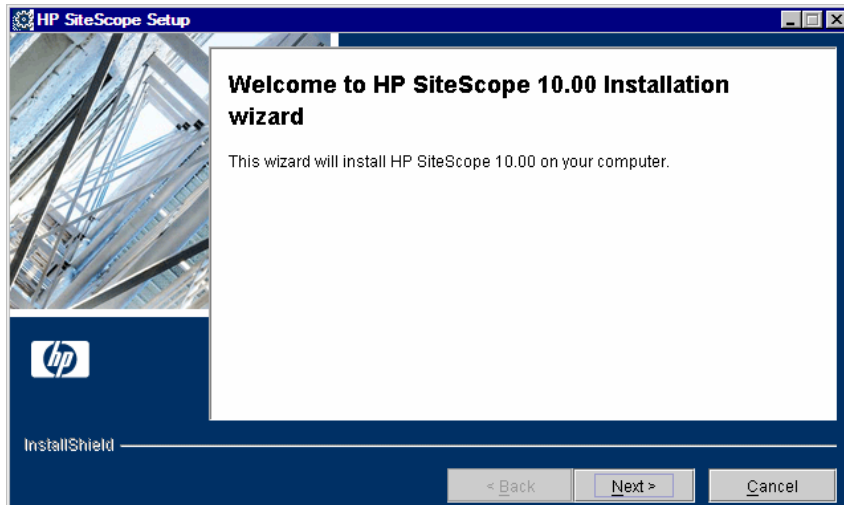 HP SiteScope Setup
Welcome to HP SiteScope 10.00 Installation
wizard
This wizard will install HP SiteScope 10.00 on your computer.
hp
InstallShield
< Back
Next >
Cancel